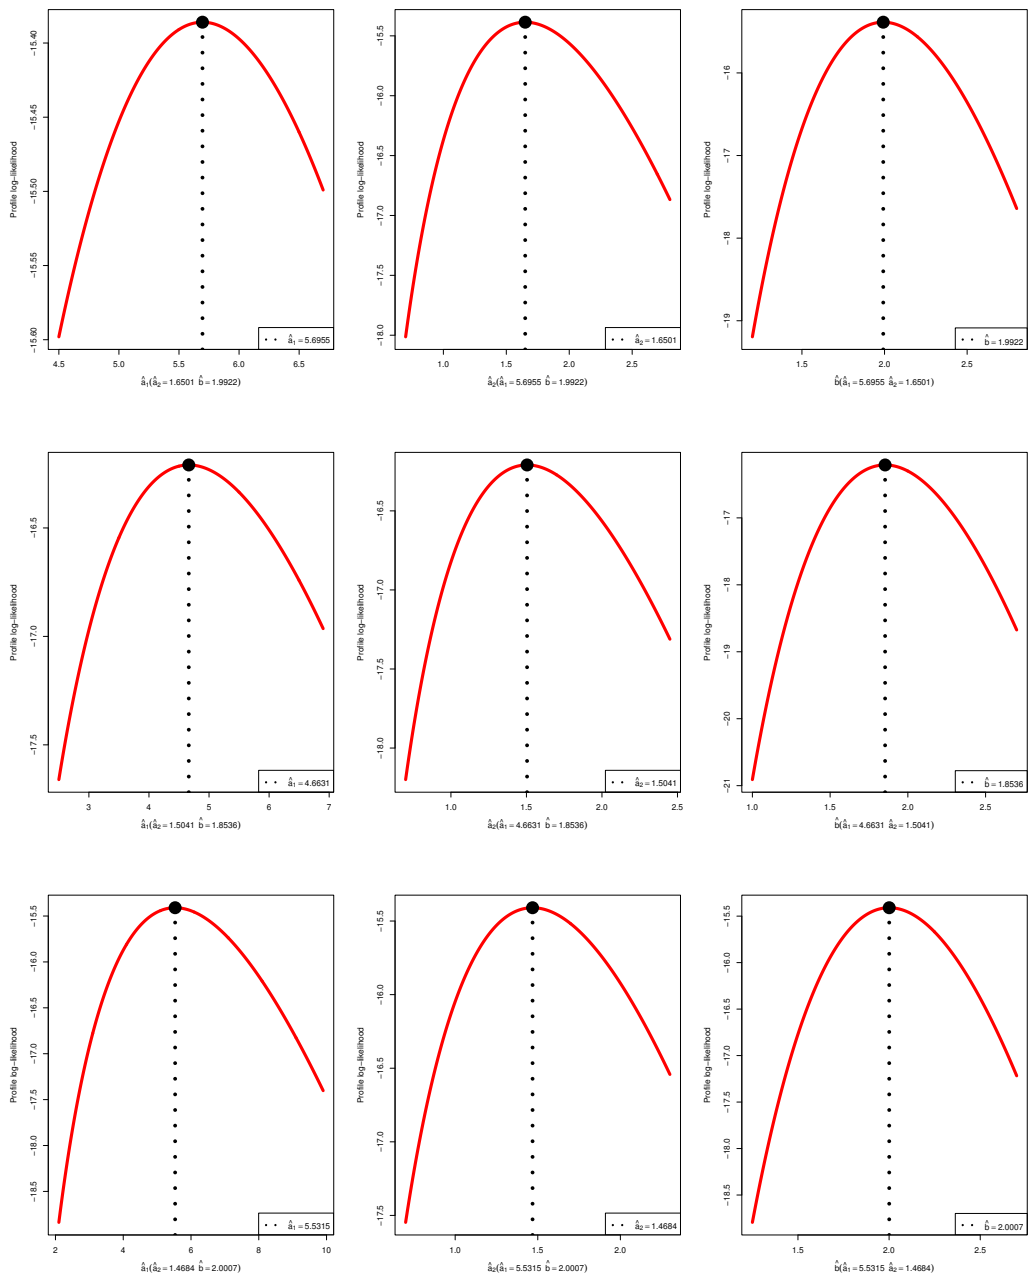 Profile log−likelihood
−15.40
−15.45
−15.50
−15.55
−15.60
4.5 5.0 5.5 6.0 6.5
â₁ = 5.6955
â₁(â₂ = 1.6501 b̂ = 1.9922)
Profile log−likelihood
−15.5
−16.0
−16.5
−17.0
−17.5
−18.0
1.0 1.5 2.0 2.5
â₂ = 1.6501
â₂(â₁ = 5.6955 b̂ = 1.9922)
Profile log−likelihood
−16
−17
−18
−19
1.5 2.0 2.5
b̂ = 1.9922
b̂(â₁ = 5.6955 â₂ = 1.6501)
Profile log−likelihood
−16.5
−17.0
−17.5
3 4 5 6 7
â₁ = 4.6631
â₁(â₂ = 1.5041 b̂ = 1.8536)
Profile log−likelihood
−16.5
−17.0
−17.5
−18.0
1.0 1.5 2.0 2.5
â₂ = 1.5041
â₂(â₁ = 4.6631 b̂ = 1.8536)
Profile log−likelihood
−17
−18
−19
−20
−21
1.0 1.5 2.0 2.5
b̂ = 1.8536
b̂(â₁ = 4.6631 â₂ = 1.5041)
Profile log−likelihood
−15.5
−16.0
−16.5
−17.0
−17.5
−18.0
−18.5
2 4 6 8 10
â₁ = 5.5315
â₁(â₂ = 1.4684 b̂ = 2.0007)
Profile log−likelihood
−15.5
−16.0
−16.5
−17.0
−17.5
1.0 1.5 2.0
â₂ = 1.4684
â₂(â₁ = 5.5315 b̂ = 2.0007)
Profile log−likelihood
−15.5
−16.0
−16.5
−17.0
−17.5
−18.0
−18.5
1.5 2.0 2.5
b̂ = 2.0007
b̂(â₁ = 5.5315 â₂ = 1.4684)